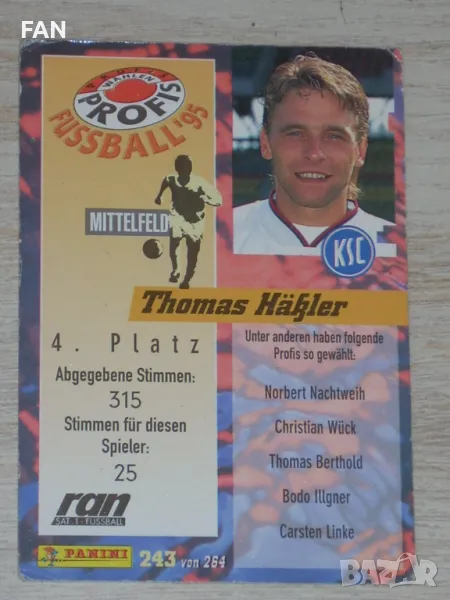 FAN
PROFIS WÄHLEN
PROFIS
FUSSBALL'95
MITTELFELD
KSC
Thomas Häßler
4. Platz
Abgegebene Stimmen:
315
Stimmen für diesen
Spieler:
25
ran
SAT.1-FUSSBALL
Unter anderen haben folgende
Profis so gewählt:
Norbert Nachtweih
Christian Wück
Thomas Berthold
Bodo Illgner
Carsten Linke
PANINI
243 von 264
bazar.bg